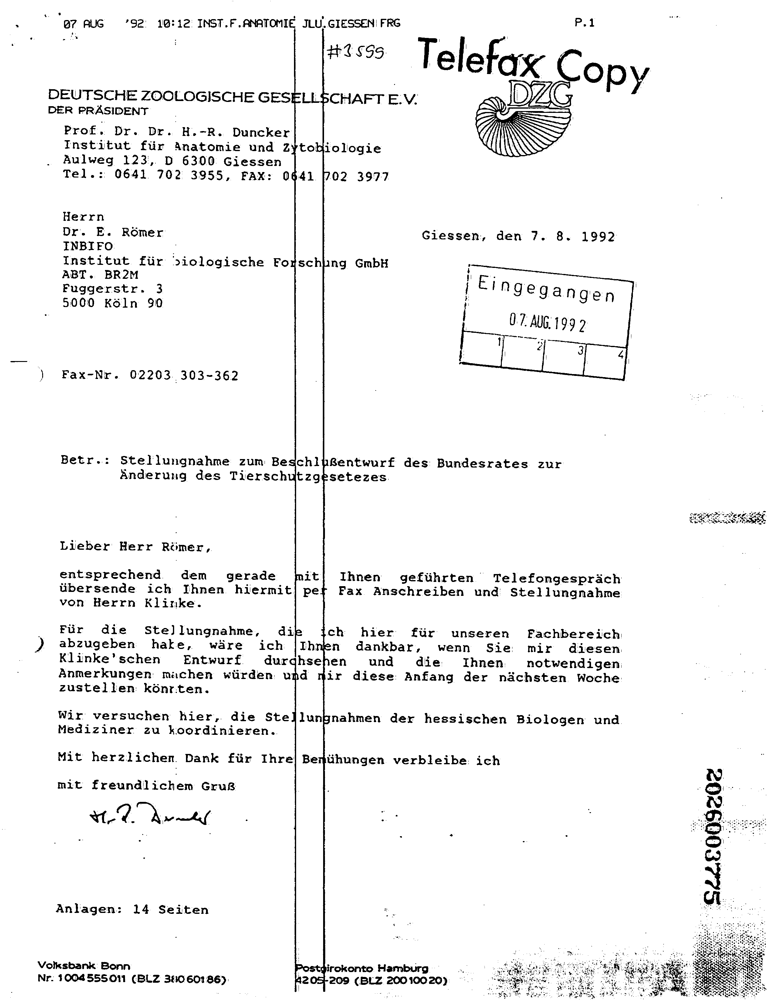 07 AUG '92 10:12 INST.F.ANATOMIE JLU.GIESSEN FRG P.1
#3599
Telefax Copy
DZG
DEUTSCHE ZOOLOGISCHE GESELLSCHAFT E.V.
DER PRÄSIDENT
Prof. Dr. Dr. H.-R. Duncker
Institut für Anatomie und Zytobiologie
Aulweg 123, D 6300 Giessen
Tel.: 0641 702 3955, FAX: 0641 702 3977
Herrn
Dr. E. Römer
INBIFO
Institut für biologische Forschung GmbH
ABT. BR2M
Fuggerstr. 3
5000 Köln 90
Giessen, den 7. 8. 1992
Eingegangen
07. AUG. 1992
1 2 3 4
Fax-Nr. 02203 303-362
Betr.: Stellungnahme zum Beschlußentwurf des Bundesrates zur
Änderung des Tierschutzgesetezes
Lieber Herr Römer,
entsprechend dem gerade mit Ihnen geführten Telefongespräch
übersende ich Ihnen hiermit per Fax Anschreiben und Stellungnahme
von Herrn Klinke.
Für die Stellungnahme, die ich hier für unseren Fachbereich
abzugeben habe, wäre ich Ihnen dankbar, wenn Sie mir diesen
Klinke'schen Entwurf durchsehen und die Ihnen notwendigen
Anmerkungen machen würden und mir diese Anfang der nächsten Woche
zustellen könnten.
Wir versuchen hier, die Stellungnahmen der hessischen Biologen und
Mediziner zu koordinieren.
Mit herzlichen Dank für Ihre Bemühungen verbleibe ich
mit freundlichem Gruß
Anlagen: 14 Seiten
2026003775
Volksbank Bonn
Nr. 1004555011 (BLZ 38060186)
Postgirokonto Hamburg
4205-209 (BLZ 20010020)